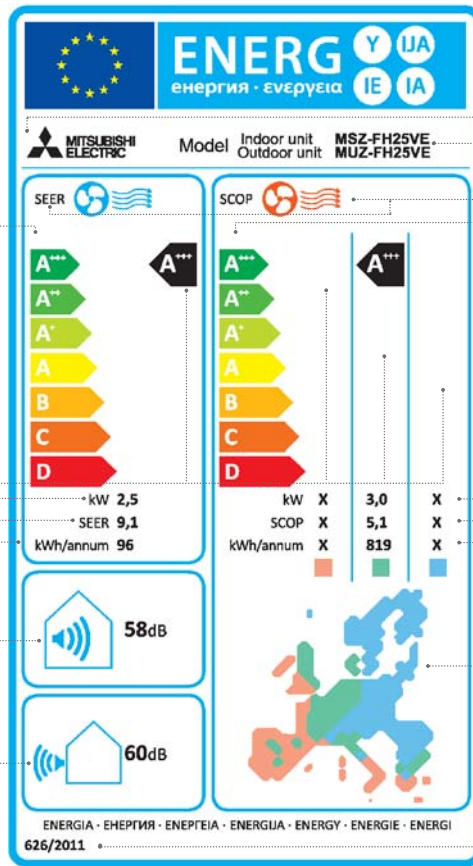 ENERG Y IJA
енергия · ενεργεια IE IA
MITSUBISHI ELECTRIC
Model Indoor unit MSZ-FH25VE
Outdoor unit MUZ-FH25VE
SEER
A+++ A+++
A++
A+
A
B
C
D
kW 2,5
SEER 9,1
kWh/annum 96
58dB
60dB
SCOP
A+++ A+++
A++
A+
A
B
C
D
kW X 3,0 X
SCOP X 5,1 X
kWh/annum X 819 X
ENERGIA · ЕНЕРГИЯ · ΕΝΕΡΓΕΙΑ · ENERGIJA · ENERGY · ENERGIE · ENERGI
626/2011